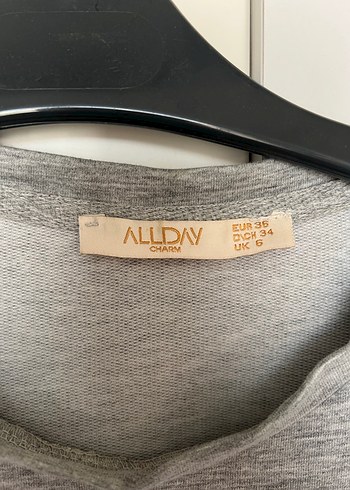 ALLDAY
CHARM
EUR 36
D\CH 34
UK 6